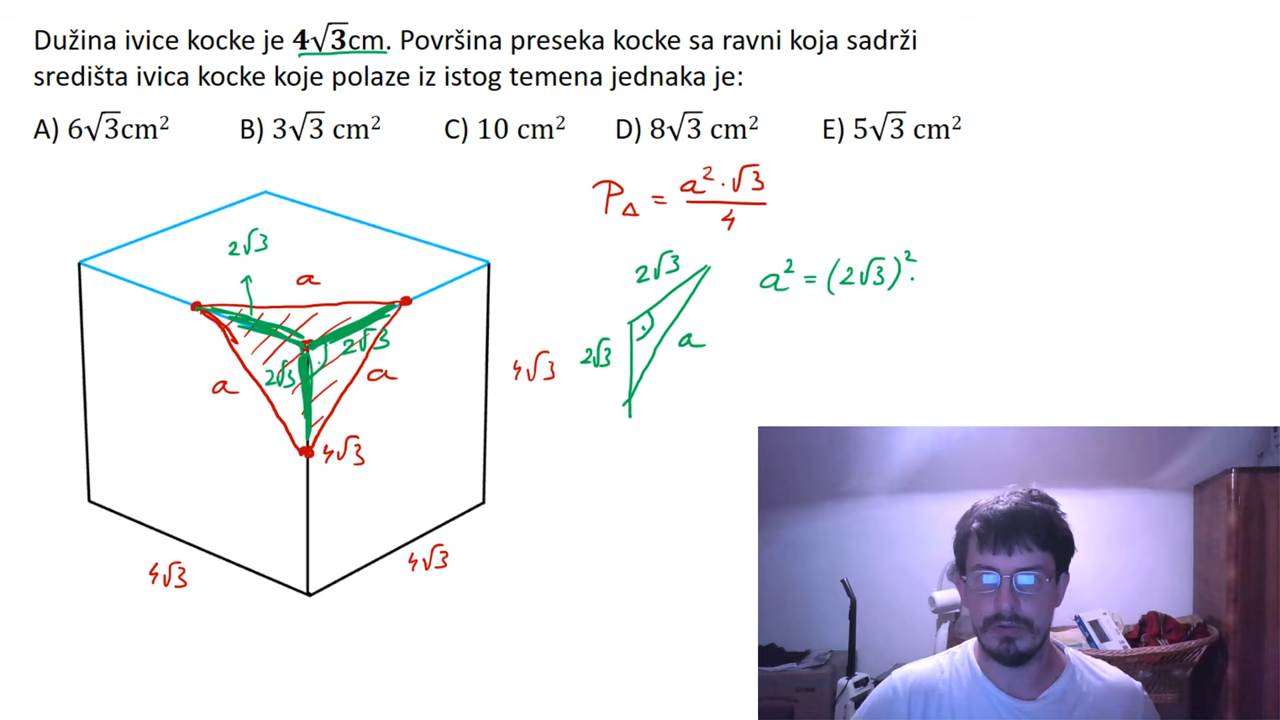 Dužina ivice kocke je 4√3cm. Površina preseka kocke sa ravni koja sadrži
središta ivica kocke koje polaze iz istog temena jednaka je:
A) 6√3cm² B) 3√3 cm² C) 10 cm² D) 8√3 cm² E) 5√3 cm²
P△ = a²·√3 / 4
2√3
a
2√3
a² = (2√3)²
2√3
2√3
a
2√3
a
a
4√3
2√3
4√3
4√3
4√3